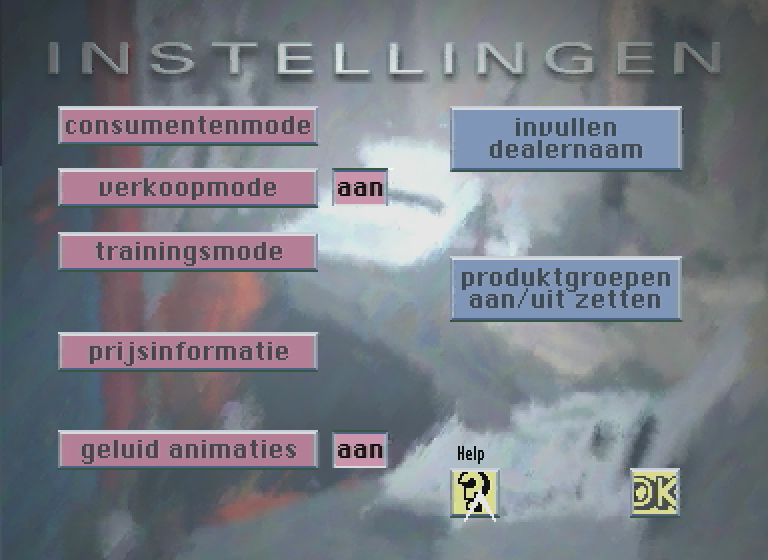 INSTELLINGEN
consumentenmode
verkoopmode
aan
trainingsmode
prijsinformatie
geluid animaties
aan
invullen
dealernaam
produktgroepen
aan/uit zetten
Help
OK